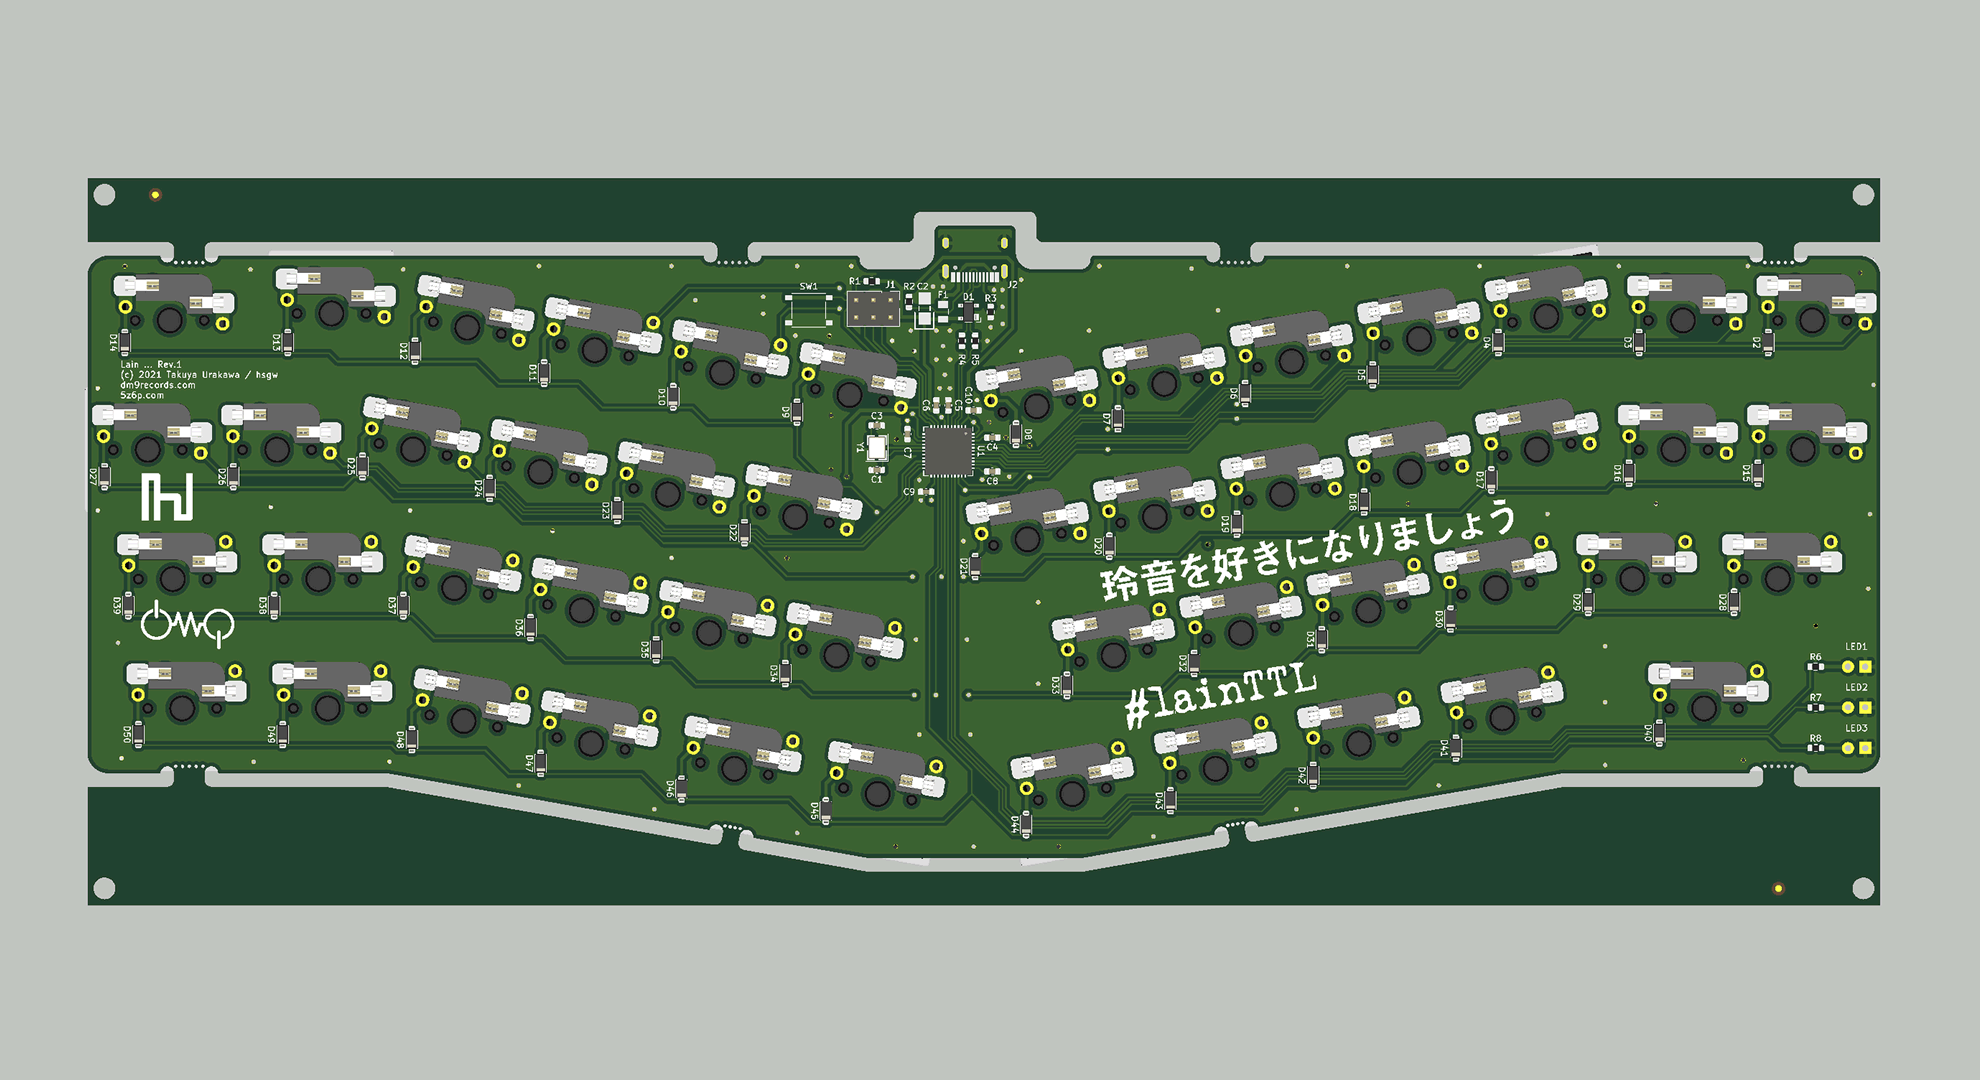 SW1
R1
J1
R2 C2
F1
D1
R3
J2
R4
R5
D14
D13
D12
D11
D10
D9
D8
D7
D6
D5
D4
D3
D2
Lain ... Rev.1
(c) 2021 Takuya Urakawa / hsgw
dm9records.com
5z6p.com
C6
C5
C10
C3
C7
C4
Y1
U1
C1
C8
C9
D27
D26
D25
D24
D23
D22
D21
D20
D19
D18
D17
D16
D15
玲音を好きになりましょう
D39
D38
D37
D36
D35
D34
D33
D32
D31
D30
D29
D28
#lainTTL
LED1
R6
LED2
R7
LED3
R8
D50
D49
D48
D47
D46
D45
D44
D43
D42
D41
D40